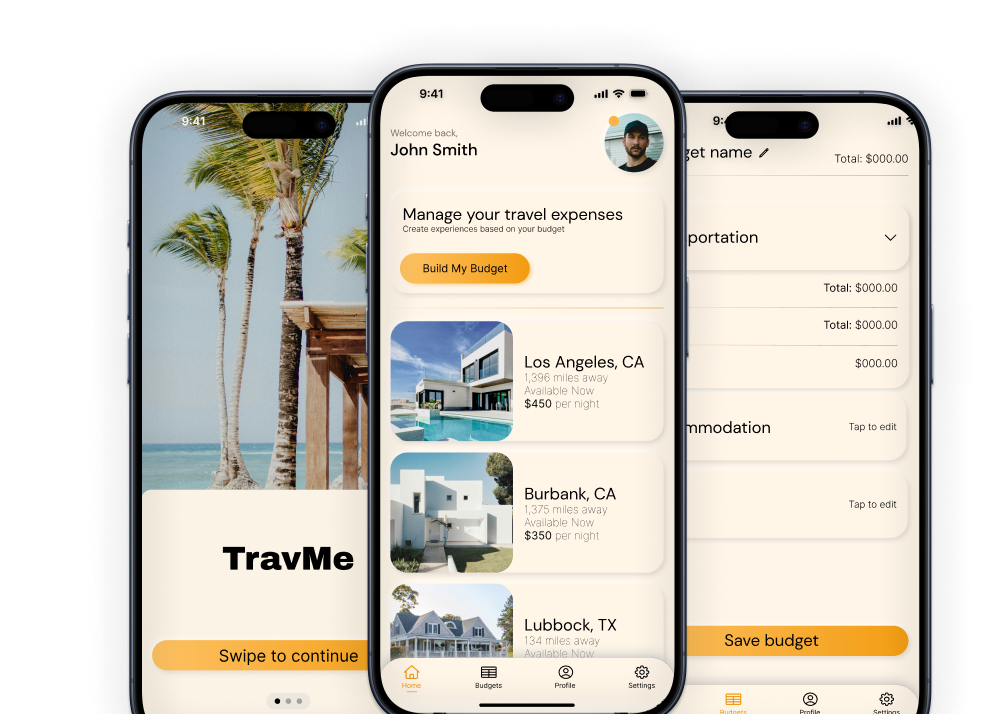 9:41
TravMe
Swipe to continue
9:41
Welcome back,
John Smith
Manage your travel expenses
Create experiences based on your budget
Build My Budget
Los Angeles, CA
1,396 miles away
Available Now
$450 per night
Burbank, CA
1,375 miles away
Available Now
$350 per night
Lubbock, TX
134 miles away
Available Now
Home
Budgets
Profile
Settings
9:
get name
Total: $000.00
portation
Total: $000.00
Total: $000.00
$000.00
mmodation
Tap to edit
Tap to edit
Save budget
Budgets
Profile
Settings